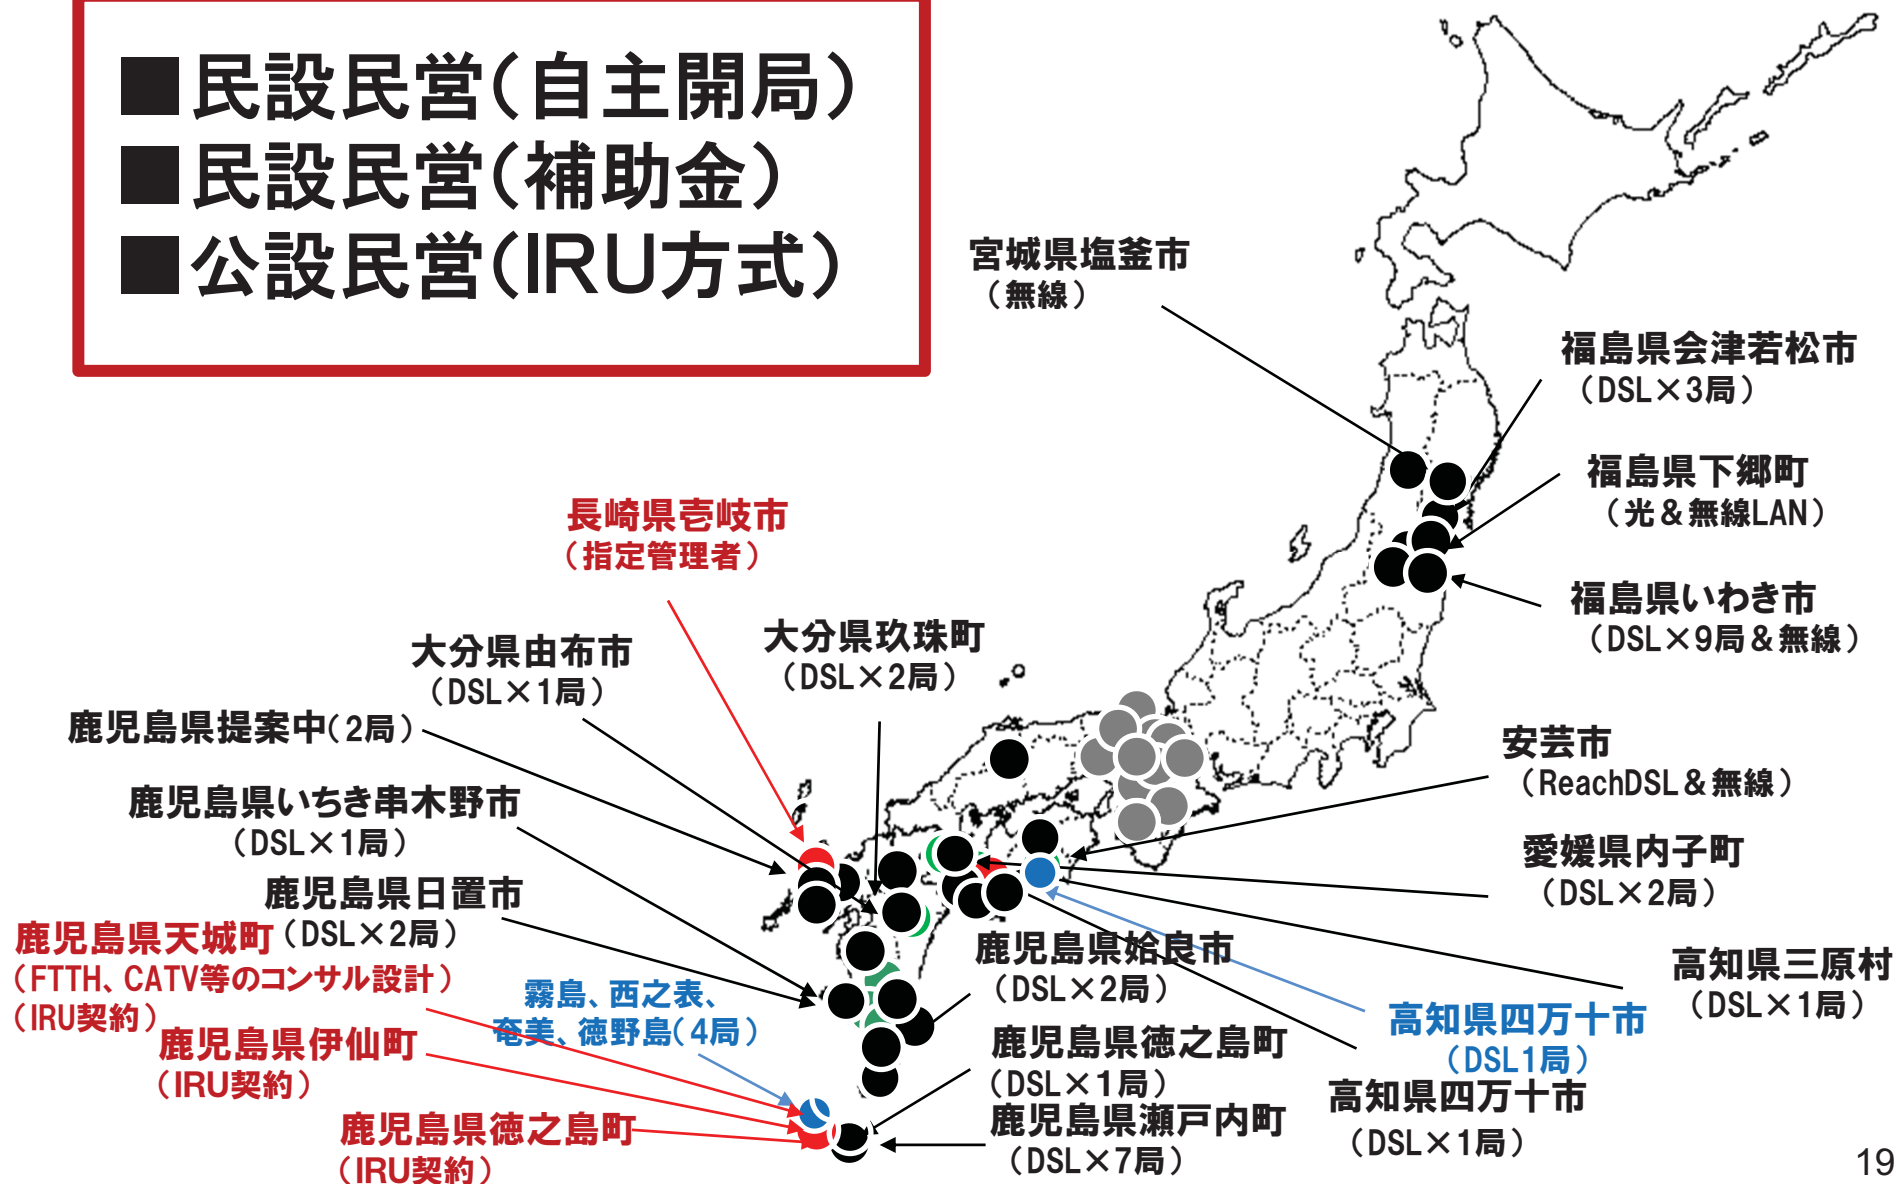 ■民設民営(自主開局)
■民設民営(補助金)
■公設民営(IRU方式)
宮城県塩釜市
(無線)
福島県会津若松市
(DSL×3局)
福島県下郷町
(光&無線LAN)
福島県いわき市
(DSL×9局&無線)
長崎県壱岐市
(指定管理者)
大分県由布市
(DSL×1局)
大分県玖珠町
(DSL×2局)
鹿児島県提案中(2局)
鹿児島県いちき串木野市
(DSL×1局)
鹿児島県日置市
(DSL×2局)
鹿児島県天城町
(FTTH、CATV等のコンサル設計)
(IRU契約)
鹿児島県伊仙町
(IRU契約)
鹿児島県徳之島町
(IRU契約)
霧島、西之表、
奄美、徳野島(4局)
安芸市
(ReachDSL&無線)
愛媛県内子町
(DSL×2局)
高知県三原村
(DSL×1局)
高知県四万十市
(DSL1局)
高知県四万十市
(DSL×1局)
鹿児島県姶良市
(DSL×2局)
鹿児島県徳之島町
(DSL×1局)
鹿児島県瀬戸内町
(DSL×7局)
19